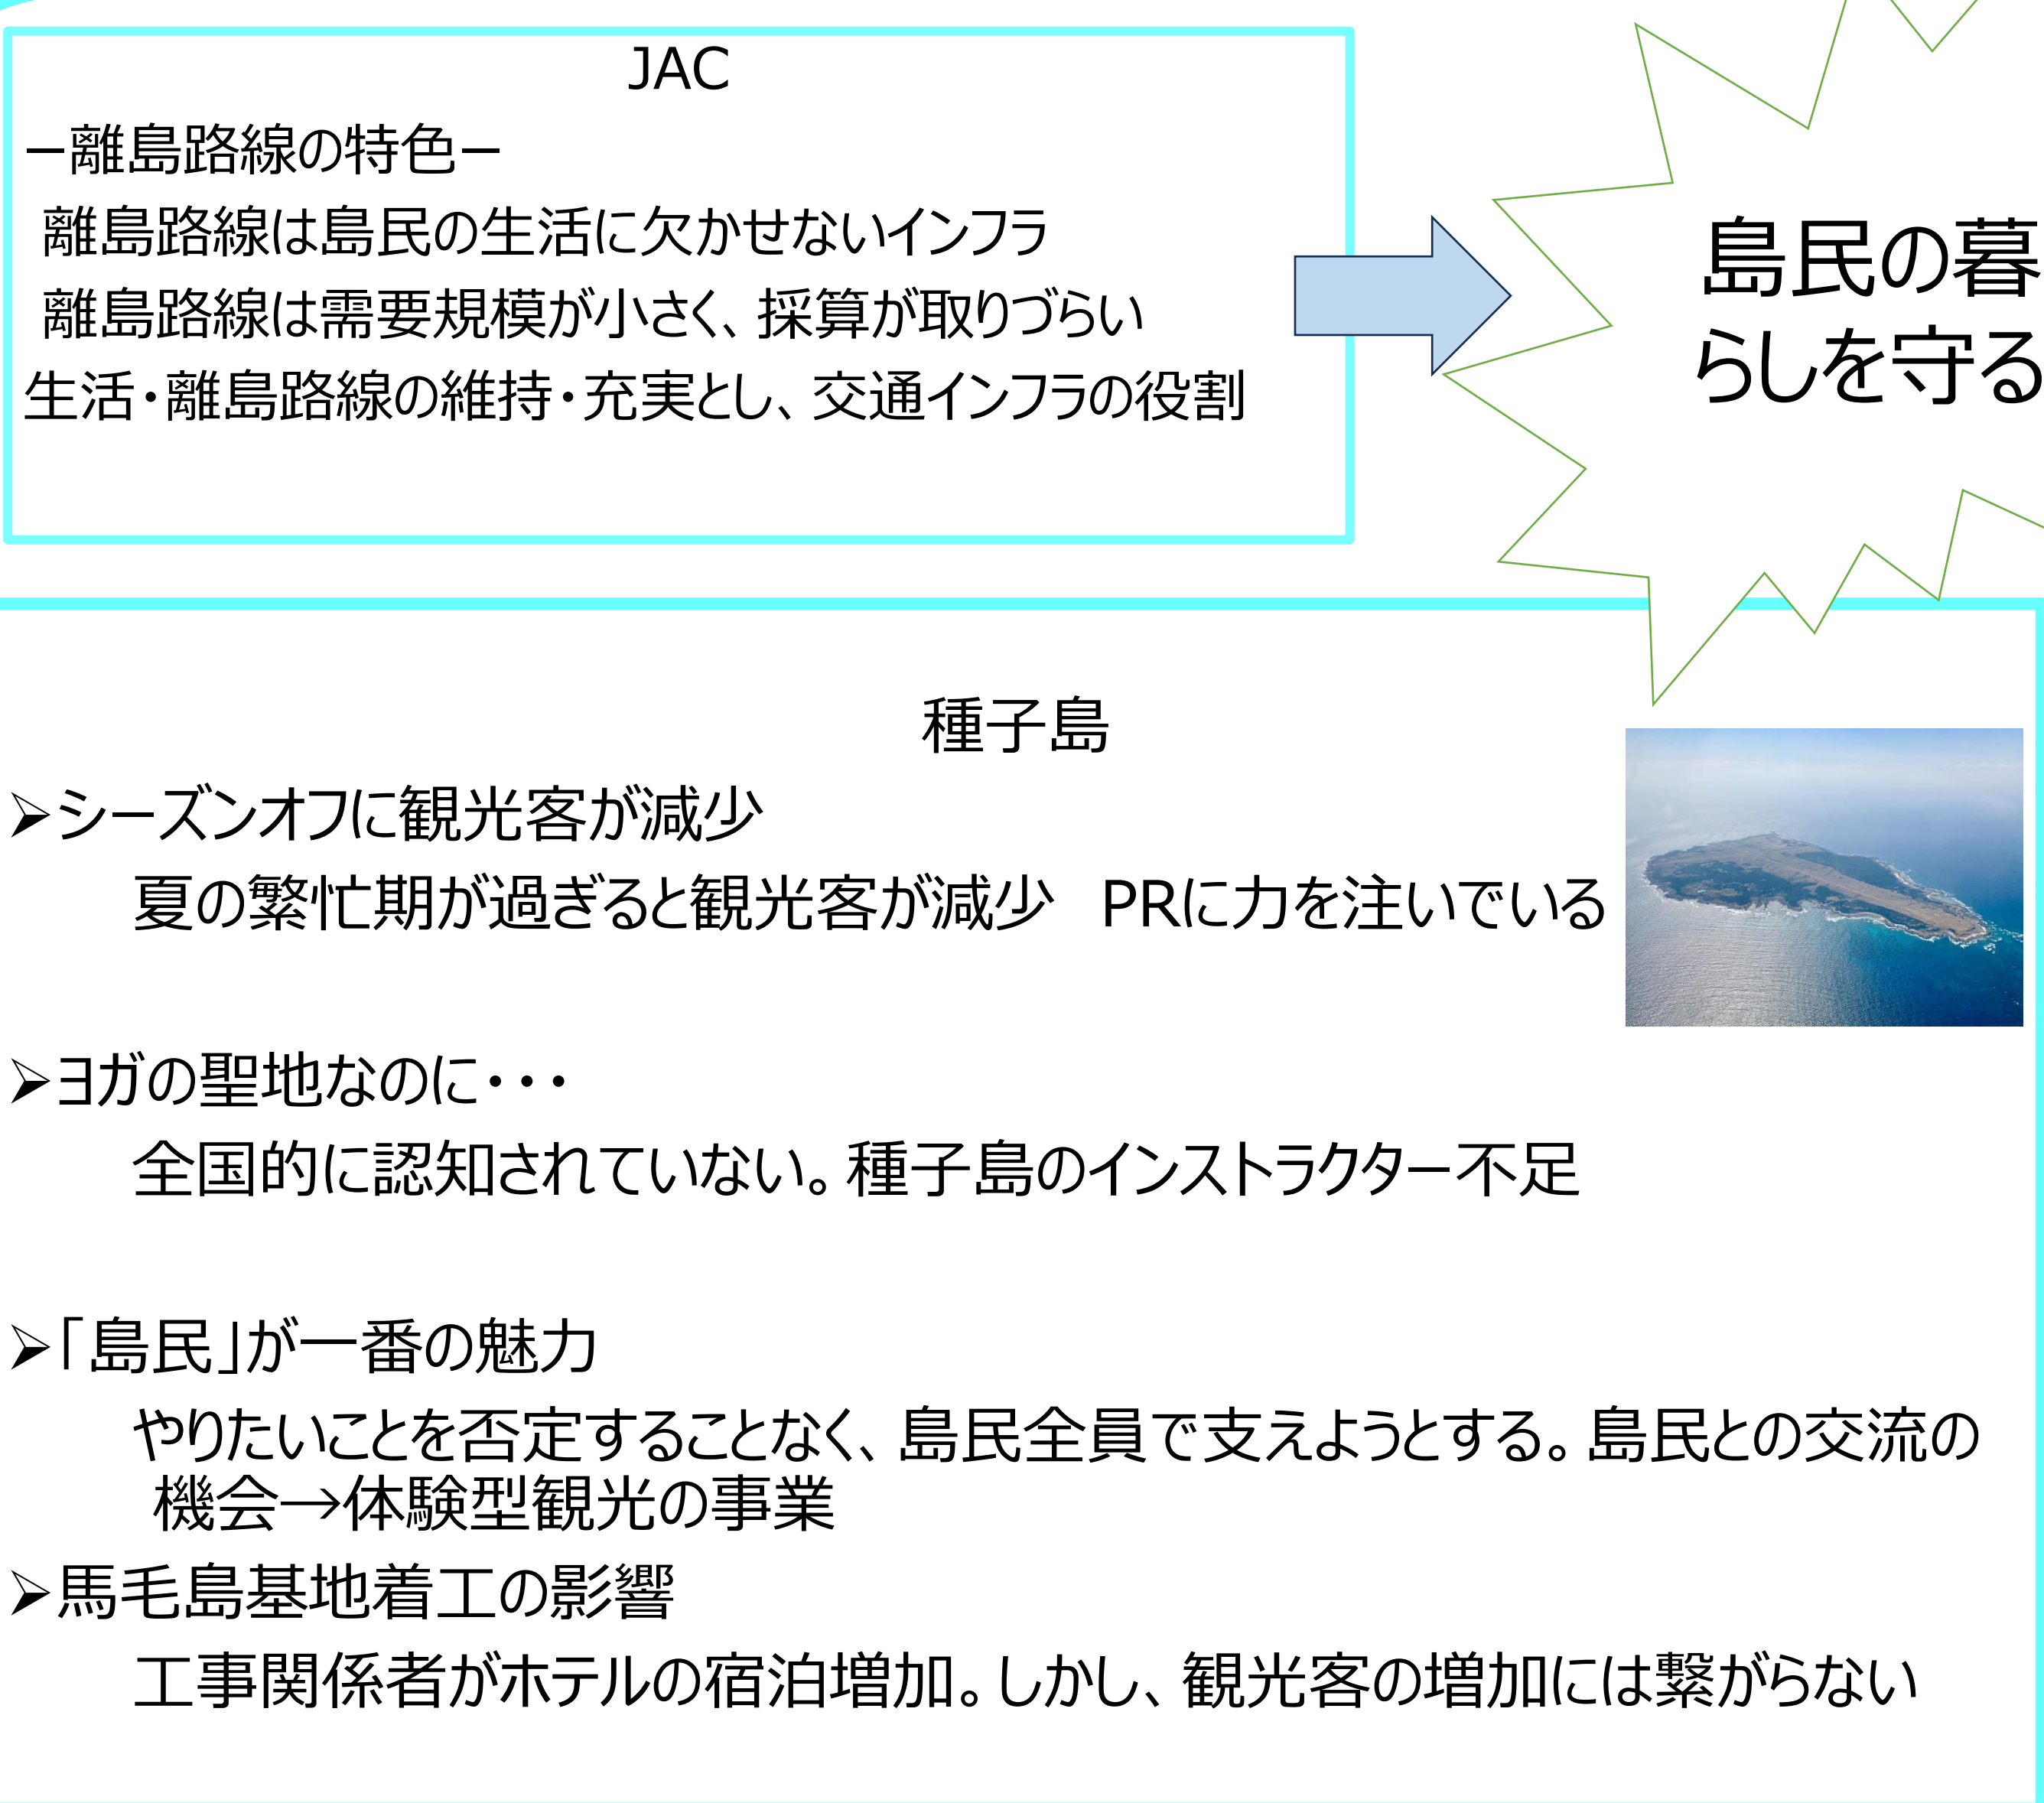 JAC
ー離島路線の特色ー
離島路線は島民の生活に欠かせないインフラ
離島路線は需要規模が小さく、採算が取りづらい
生活・離島路線の維持・充実とし、交通インフラの役割
島民の暮
らしを守る
種子島
➢シーズンオフに観光客が減少
夏の繁忙期が過ぎると観光客が減少　PRに力を注いでいる
➢ヨガの聖地なのに・・・
全国的に認知されていない。種子島のインストラクター不足
➢「島民」が一番の魅力
やりたいことを否定することなく、島民全員で支えようとする。島民との交流の
機会→体験型観光の事業
➢馬毛島基地着工の影響
工事関係者がホテルの宿泊増加。しかし、観光客の増加には繋がらない